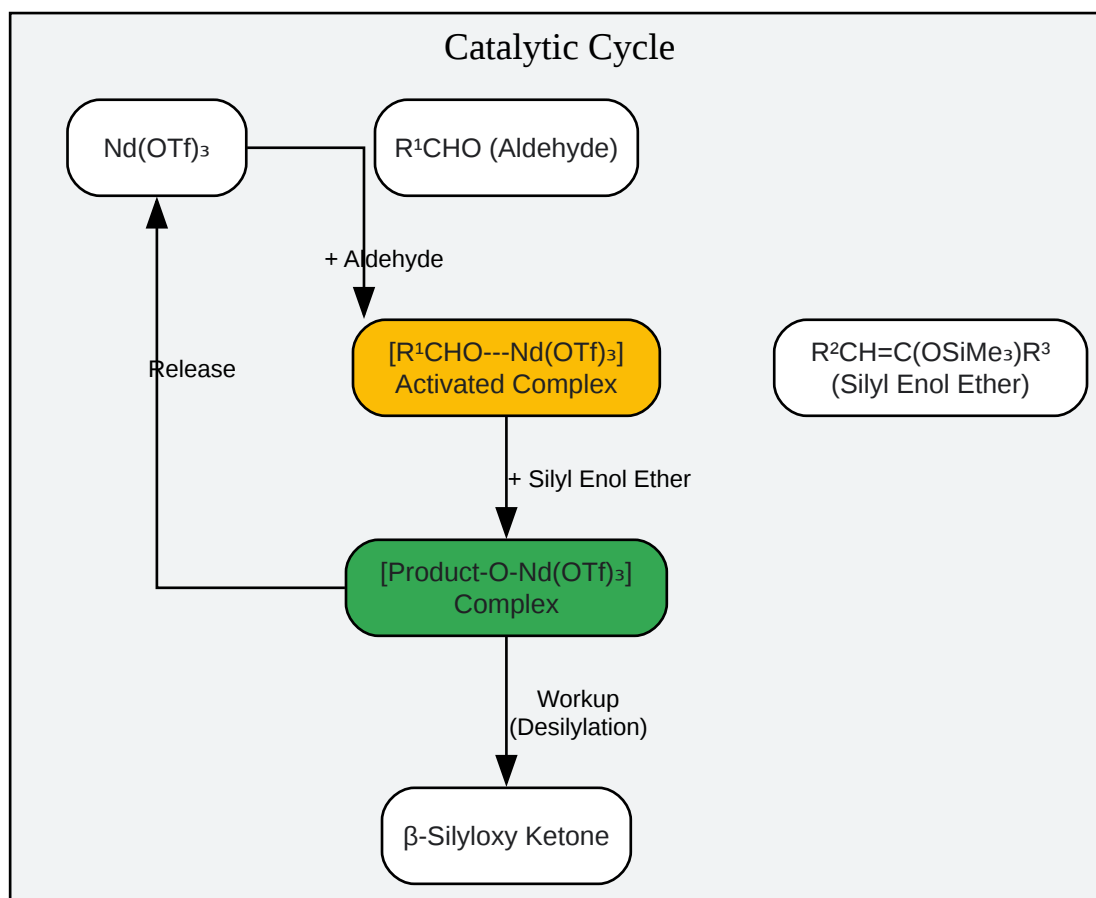 Catalytic Cycle
Nd(OTf)₃
R¹CHO (Aldehyde)
+ Aldehyde
[R¹CHO---Nd(OTf)₃]
Activated Complex
R²CH=C(OSiMe₃)R³
(Silyl Enol Ether)
Release
+ Silyl Enol Ether
[Product-O-Nd(OTf)₃]
Complex
Workup
(Desilylation)
β-Silyloxy Ketone